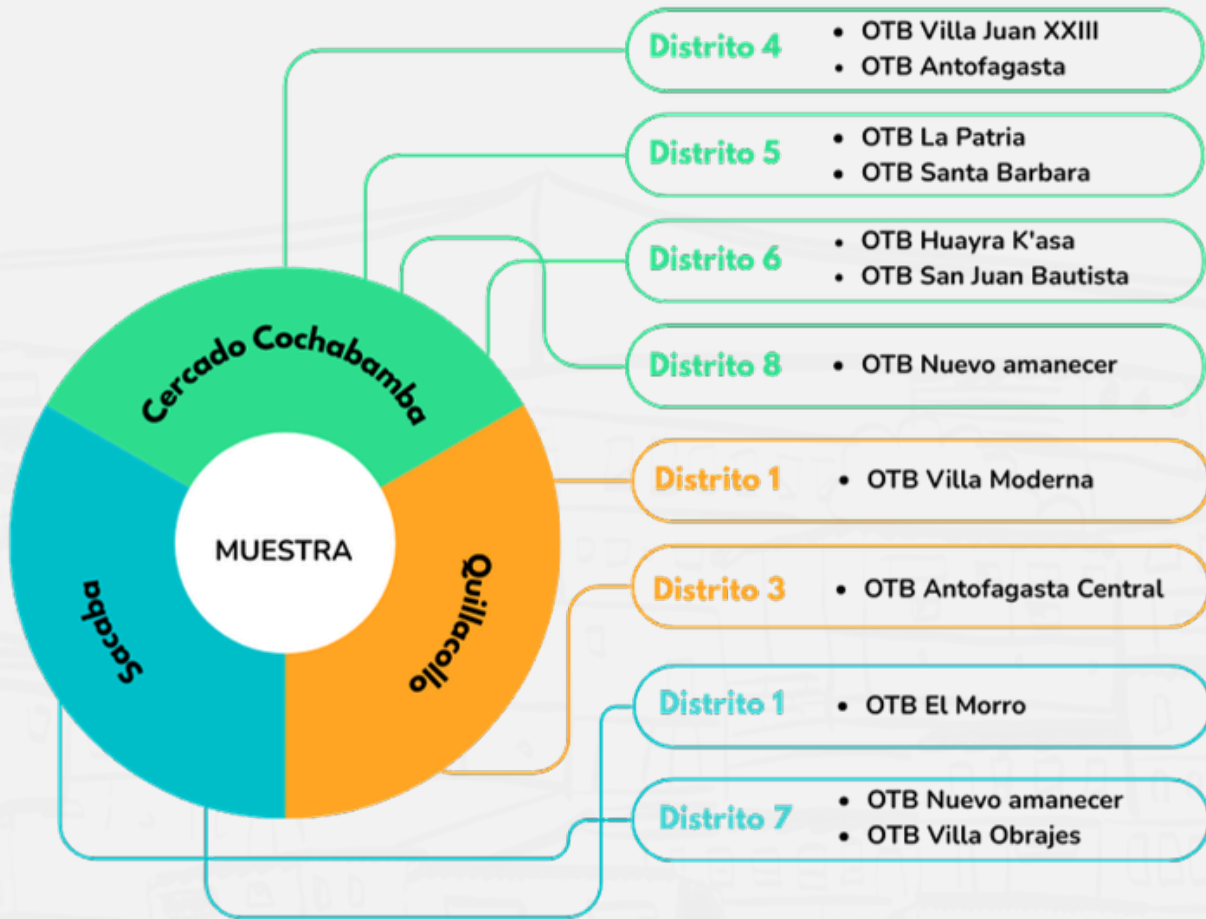 Distrito 4
• OTB Villa Juan XXIII
• OTB Antofagasta
Distrito 5
• OTB La Patria
• OTB Santa Barbara
Distrito 6
• OTB Huayra K'asa
• OTB San Juan Bautista
Distrito 8
• OTB Nuevo amanecer
Cercado Cochabamba
Distrito 1
• OTB Villa Moderna
MUESTRA
Quillacollo
Sacaba
Distrito 3
• OTB Antofagasta Central
Distrito 1
• OTB El Morro
Distrito 7
• OTB Nuevo amanecer
• OTB Villa Obrajes